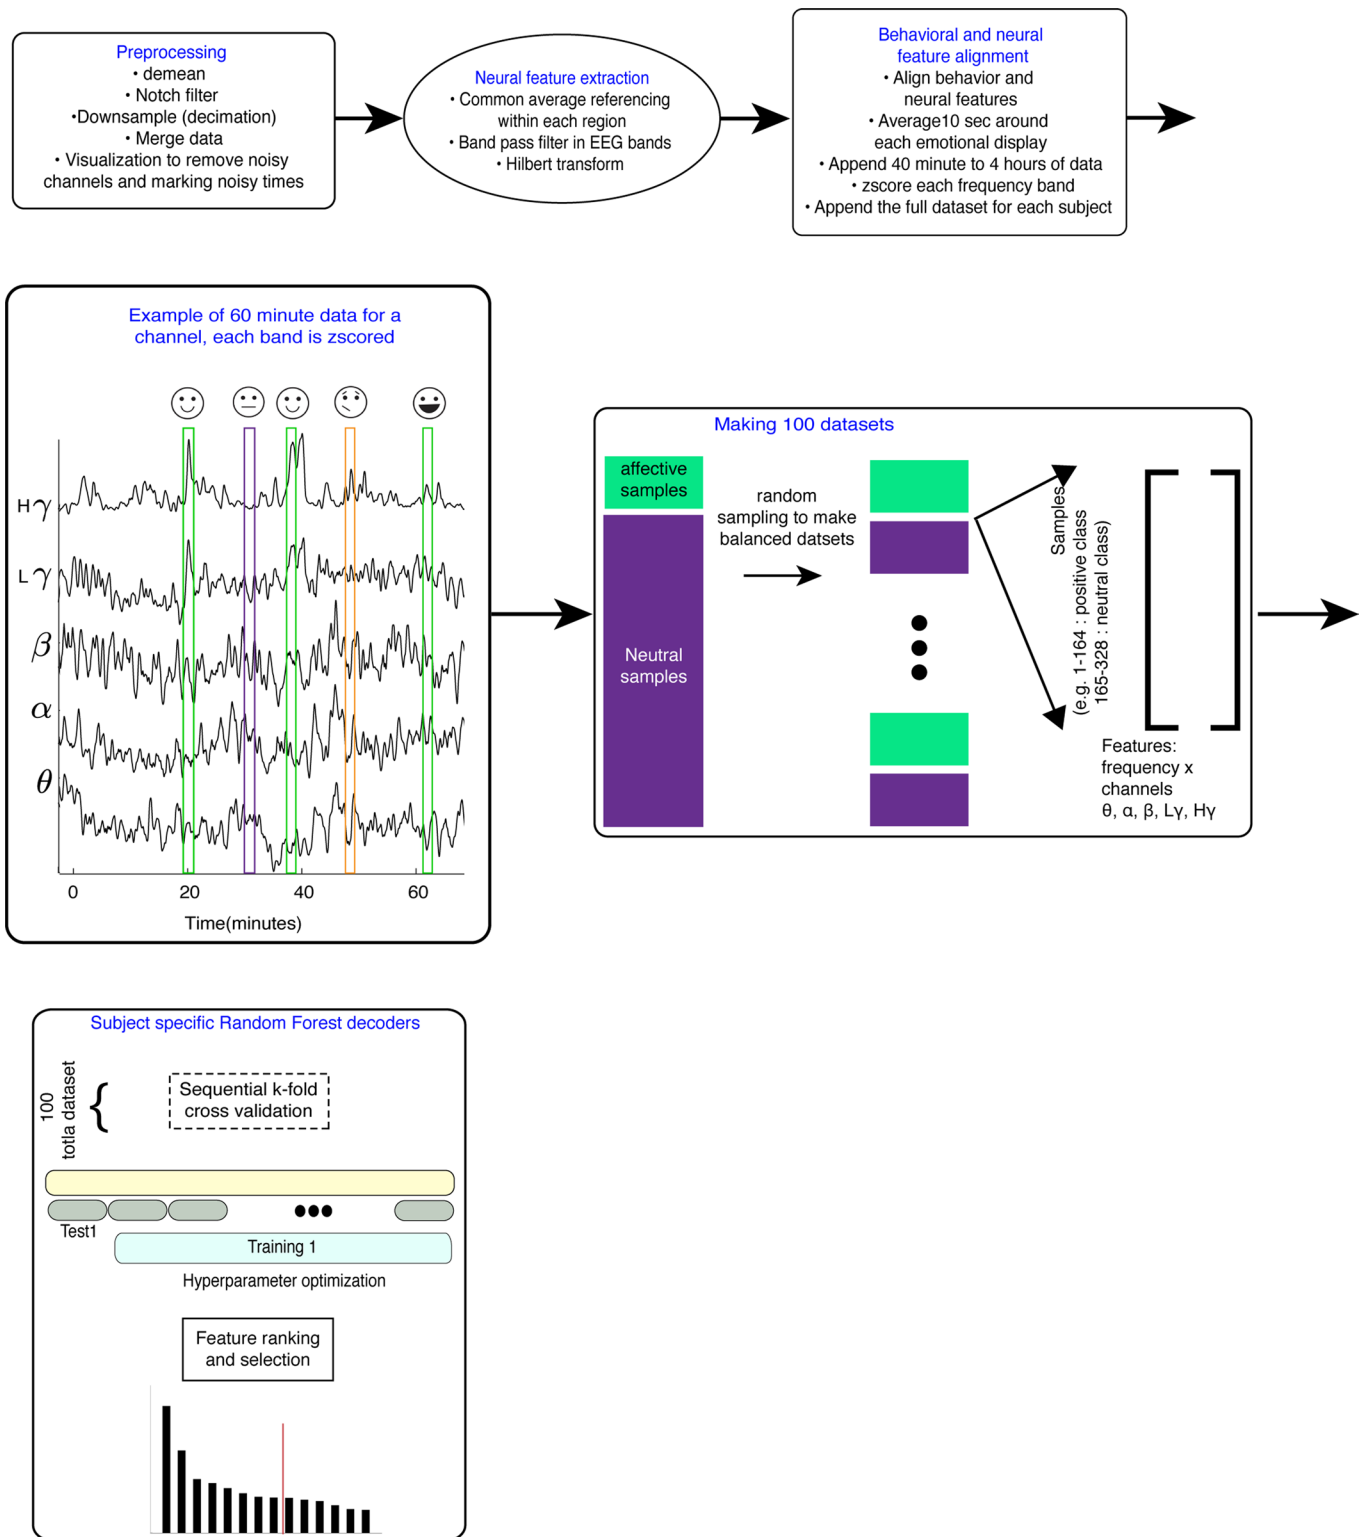 Preprocessing
• demean
• Notch filter
•Downsample (decimation)
• Merge data
• Visualization to remove noisy
channels and marking noisy times
Neural feature extraction
• Common average referencing
within each region
• Band pass filter in EEG bands
• Hilbert transform
Behavioral and neural
feature alignment
• Align behavior and
neural features
• Average10 sec around
each emotional display
• Append 40 minute to 4 hours of data
• zscore each frequency band
• Append the full dataset for each subject
Example of 60 minute data for a
channel, each band is zscored
Hγ
Lγ
β
α
θ
0 20 40 60
Time(minutes)
Making 100 datasets
affective
samples
Neutral
samples
random
sampling to make
balanced datsets
Samples
(e.g. 1-164 : positive class
165-328 : neutral class)
Features:
frequency x
channels
θ, α, β, Lγ, Hγ
Subject specific Random Forest decoders
100
totla dataset
{
Sequential k-fold
cross validation
Test1
Training 1
Hyperparameter optimization
Feature ranking
and selection